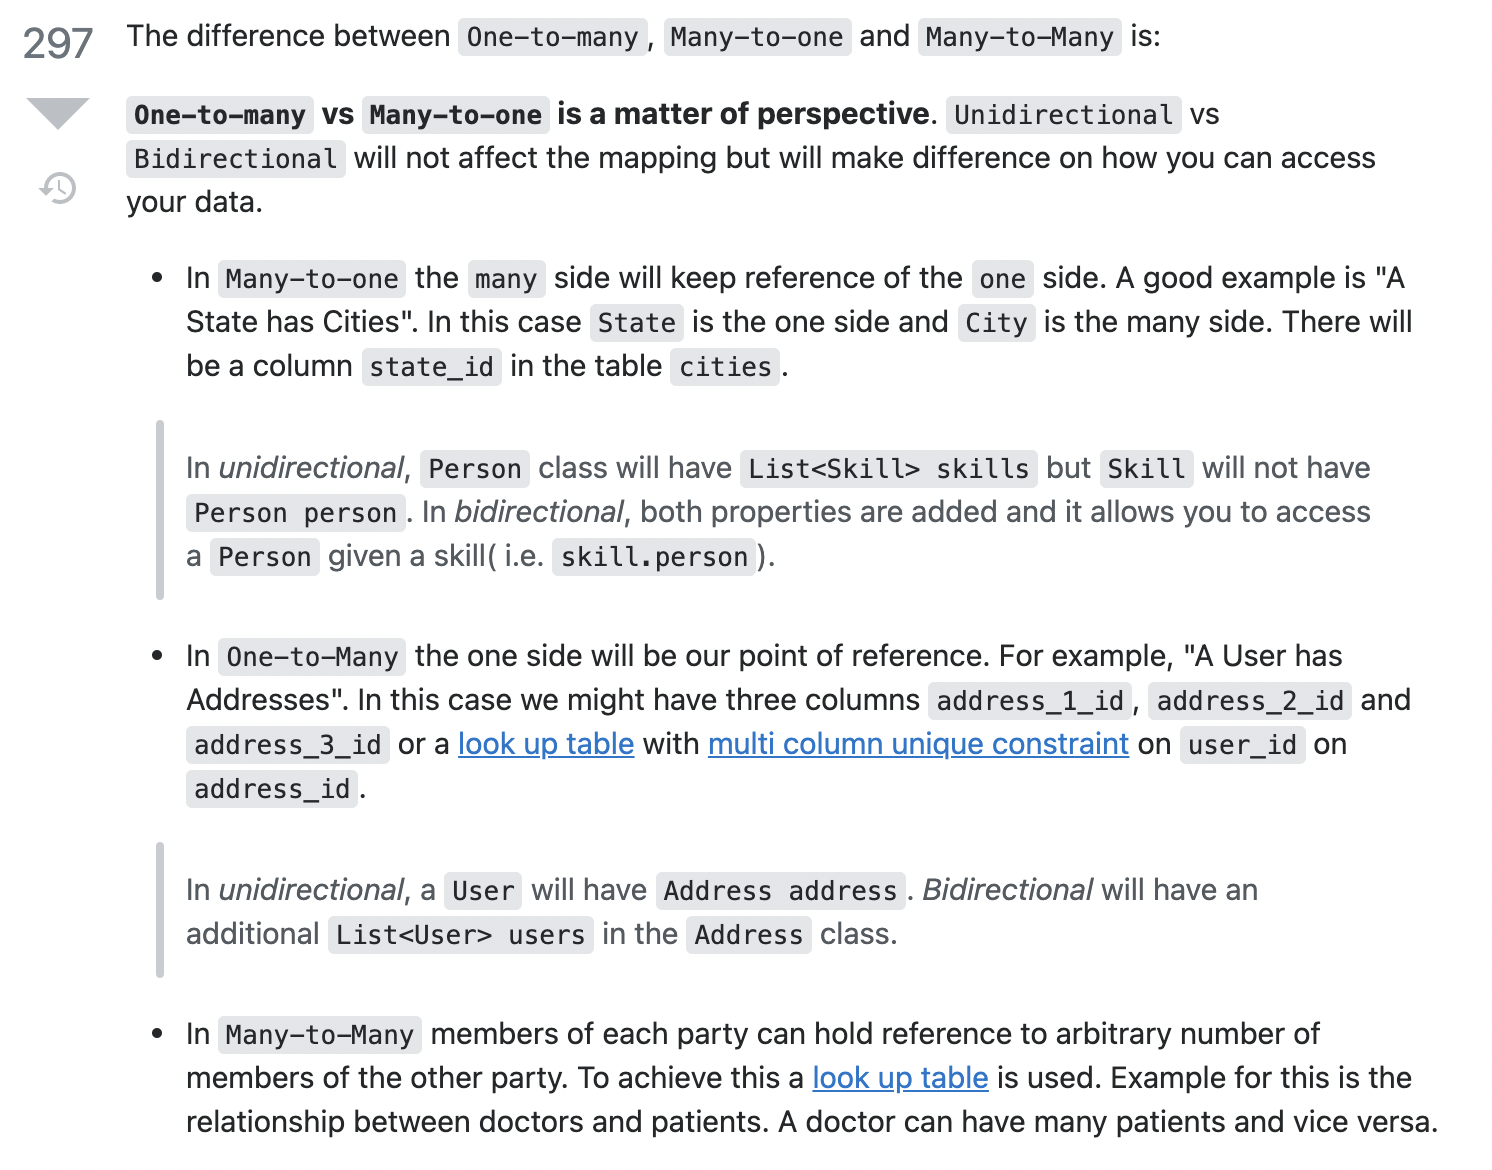 297
The difference between One-to-many, Many-to-one and Many-to-Many is:
One-to-many vs Many-to-one is a matter of perspective. Unidirectional vs
Bidirectional will not affect the mapping but will make difference on how you can access
your data.
• In Many-to-one the many side will keep reference of the one side. A good example is "A
State has Cities". In this case State is the one side and City is the many side. There will
be a column state_id in the table cities.
In unidirectional, Person class will have List<Skill> skills but Skill will not have
Person person. In bidirectional, both properties are added and it allows you to access
a Person given a skill( i.e. skill.person).
• In One-to-Many the one side will be our point of reference. For example, "A User has
Addresses". In this case we might have three columns address_1_id, address_2_id and
address_3_id or a look up table with multi column unique constraint on user_id on
address_id.
In unidirectional, a User will have Address address. Bidirectional will have an
additional List<User> users in the Address class.
• In Many-to-Many members of each party can hold reference to arbitrary number of
members of the other party. To achieve this a look up table is used. Example for this is the
relationship between doctors and patients. A doctor can have many patients and vice versa.